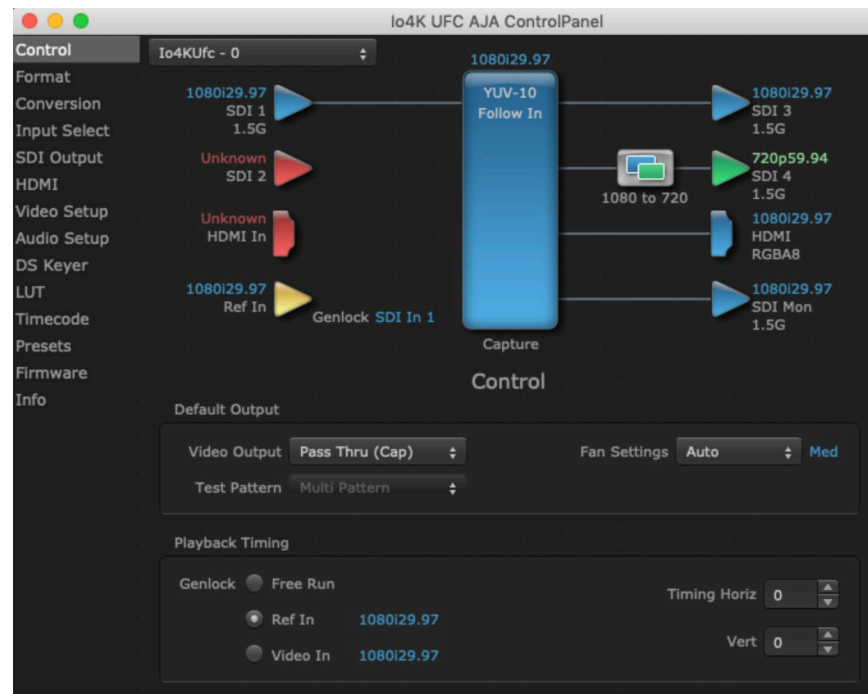 Io4K UFC AJA ControlPanel
Control
Format
Conversion
Input Select
SDI Output
HDMI
Video Setup
Audio Setup
DS Keyer
LUT
Timecode
Presets
Firmware
Info
Io4KUfc - 0
1080i29.97
SDI 1
1.5G
Unknown
SDI 2
Unknown
HDMI In
1080i29.97
Ref In
Genlock SDI In 1
1080i29.97
YUV-10
Follow In
Capture
1080 to 720
1080i29.97
SDI 3
1.5G
720p59.94
SDI 4
1.5G
1080i29.97
HDMI
RGBA8
1080i29.97
SDI Mon
1.5G
Control
Default Output
Video Output Pass Thru (Cap) Fan Settings Auto Med
Test Pattern Multi Pattern
Playback Timing
Genlock Free Run Timing Horiz 0
Ref In 1080i29.97
Vert 0
Video In 1080i29.97